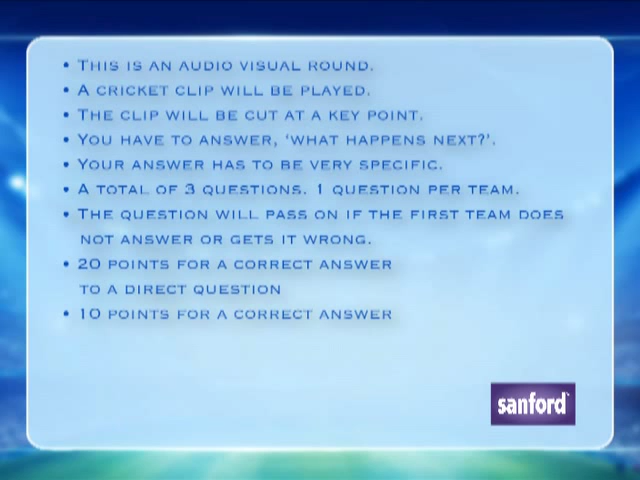 • THIS IS AN AUDIO VISUAL ROUND.
• A CRICKET CLIP WILL BE PLAYED.
• THE CLIP WILL BE CUT AT A KEY POINT.
• YOU HAVE TO ANSWER, ‘WHAT HAPPENS NEXT?’.
• YOUR ANSWER HAS TO BE VERY SPECIFIC.
• A TOTAL OF 3 QUESTIONS. 1 QUESTION PER TEAM.
• THE QUESTION WILL PASS ON IF THE FIRST TEAM DOES
NOT ANSWER OR GETS IT WRONG.
• 20 POINTS FOR A CORRECT ANSWER
TO A DIRECT QUESTION
• 10 POINTS FOR A CORRECT ANSWER
sanford